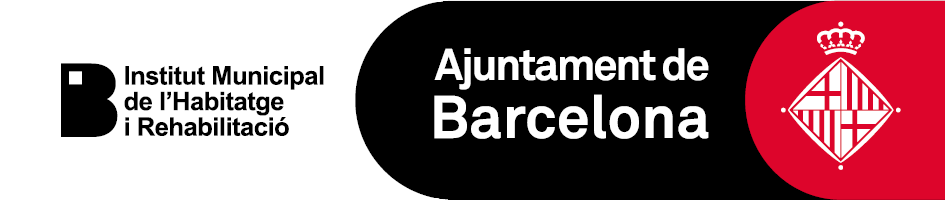 Institut Municipal
de l'Habitatge
i Rehabilitació
Ajuntament de
Barcelona